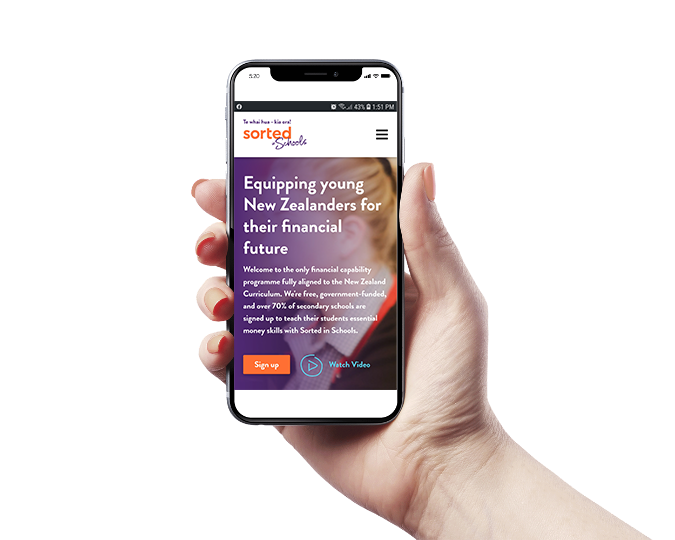 5:20
43% 1:51 PM
Te whai hua - kia ora!
sorted
in Schools
Equipping young
New Zealanders for
their financial
future
Welcome to the only financial capability
programme fully aligned to the New Zealand
Curriculum. We're free, government-funded,
and over 70% of secondary schools are
signed up to teach their students essential
money skills with Sorted in Schools.
Sign up
Watch Video